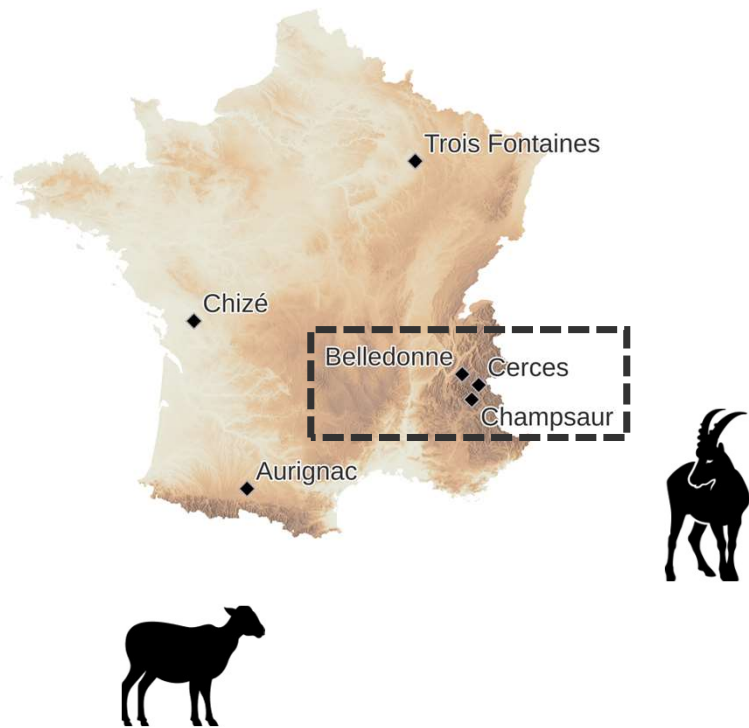 Trois Fontaines
Chizé
Belledonne
Cerces
Champsaur
Aurignac